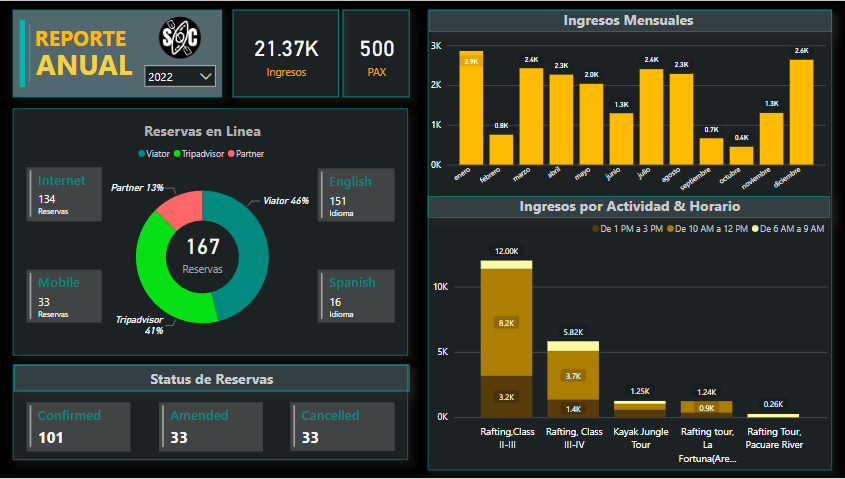 REPORTE
ANUAL
S C
2022
21.37K
Ingresos
500
PAX
Reservas en Linea
Viator Tripadvisor Partner
Internet
134
Reservas
English
151
Idioma
Partner 13%
Viator 46%
167
Reservas
Mobile
33
Reservas
Spanish
16
Idioma
Tripadvisor
41%
Status de Reservas
Confirmed
101
Amended
33
Cancelled
33
Ingresos Mensuales
3K
2K
1K
0K
2.9K
0.8K
2.4K
2.3K
2.0K
1.3K
2.4K
2.3K
0.7K
0.4K
1.3K
2.6K
enero
febrero
marzo
abril
mayo
junio
julio
agosto
septiembre
octubre
noviembre
diciembre
Ingresos por Actividad & Horario
De 1 PM a 3 PM De 10 AM a 12 PM De 6 AM a 9 AM
10K
5K
0K
12.00K
8.2K
3.2K
5.82K
3.7K
1.4K
1.25K
1.24K
0.9K
0.26K
Rafting,Class
II-III
Rafting, Class
III-IV
Kayak Jungle
Tour
Rafting tour,
La
Fortuna(Are...
Rafting Tour,
Pacuare River